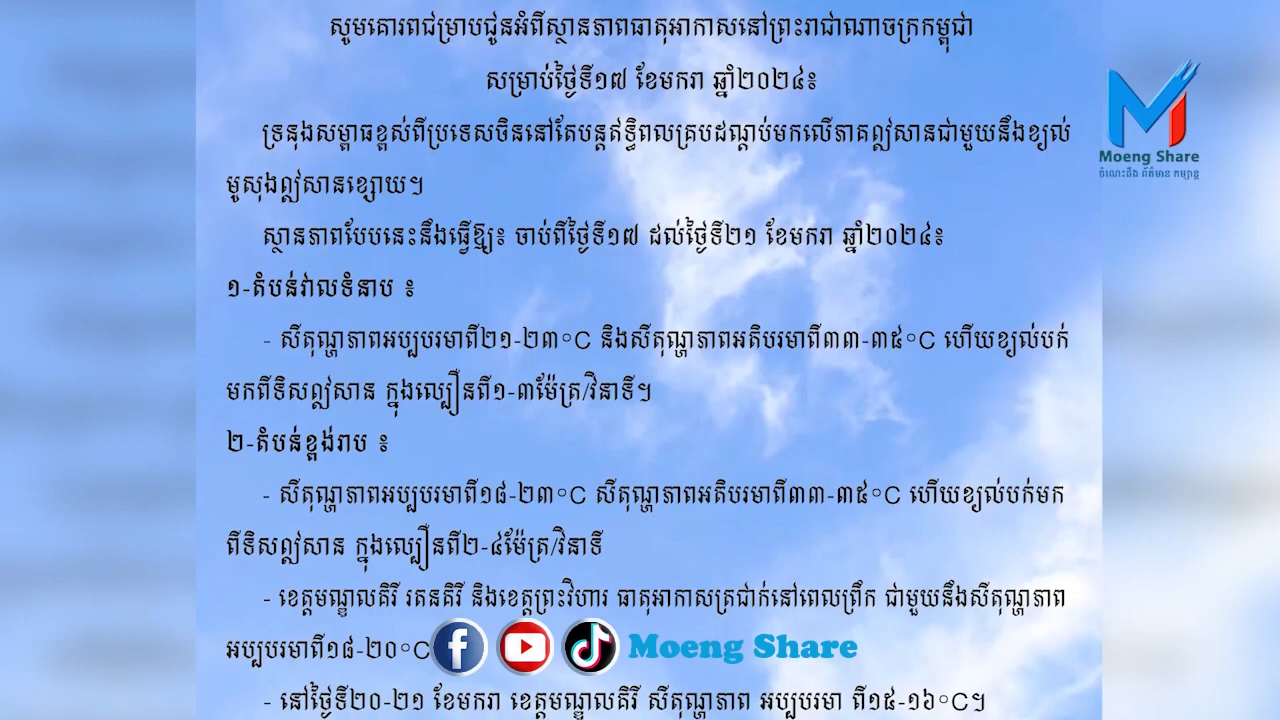 សូមគោរពជម្រាបជូនអំពីស្ថានភាពធាតុអាកាសនៅព្រះរាជាណាចក្រកម្ពុជា
សម្រាប់ថ្ងៃទី១៧ ខែមករា ឆ្នាំ២០២៤៖
ទ្រនុងសម្ពាធខ្ពស់ពីប្រទេសចិននៅតែបន្តឥទ្ធិពលគ្របដណ្តប់មកលើភាគឦសានជាមួយនឹងខ្យល់
មូសុងឦសានខ្សោយ។
ស្ថានភាពបែបនេះនឹងធ្វើឱ្យ៖ ចាប់ពីថ្ងៃទី១៧ ដល់ថ្ងៃទី២១ ខែមករា ឆ្នាំ២០២៤៖
១-តំបន់វាលទំនាប ៖
- សីតុណ្ហភាពអប្បបរមាពី២១-២៣°C និងសីតុណ្ហភាពអតិបរមាពី៣៣-៣៥°C ហើយខ្យល់បក់
មកពីទិសឦសាន ក្នុងល្បឿនពី១-៣ម៉ែត្រ/វិនាទី។
២-តំបន់ខ្ពង់រាប ៖
- សីតុណ្ហភាពអប្បបរមាពី១៨-២៣°C សីតុណ្ហភាពអតិបរមាពី៣៣-៣៥°C ហើយខ្យល់បក់មក
ពីទិសឦសាន ក្នុងល្បឿនពី២-៤ម៉ែត្រ/វិនាទី
- ខេត្តមណ្ឌលគិរី រតនគិរី និងខេត្តព្រះវិហារ ធាតុអាកាសត្រជាក់នៅពេលព្រឹក ជាមួយនឹងសីតុណ្ហភាព
អប្បបរមាពី១៨-២០°C
- នៅថ្ងៃទី២០-២១ ខែមករា ខេត្តមណ្ឌលគិរី សីតុណ្ហភាព អប្បបរមា ពី១៥-១៦°C។
Moeng Share
ចំណេះដឹង ព័ត៌មាន កម្សាន្ត
Moeng Share